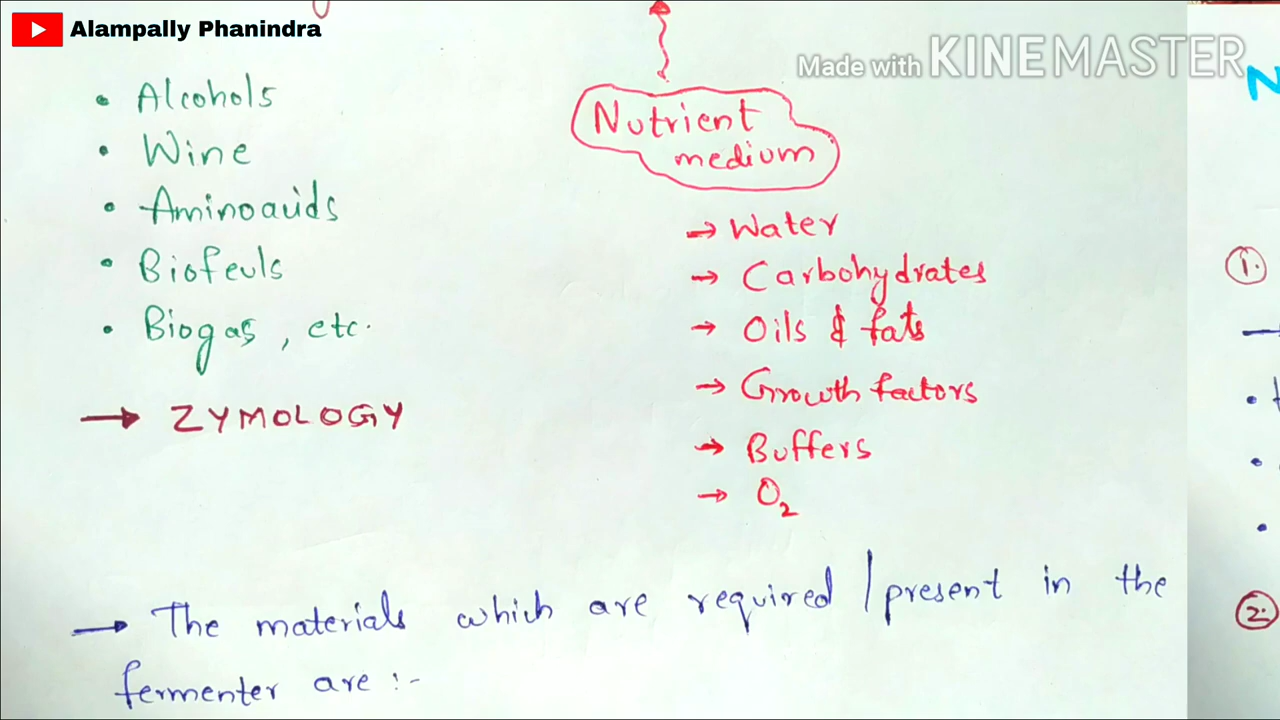 Alampally Phanindra
Made with KINEMASTER
• Alcohols
• Wine
• Aminoacids
• Biofeuls
• Biogas, etc.
→ ZYMOLOGY
Nutrient
medium
→ Water
→ Carbohydrates
→ Oils & fats
→ Growth factors
→ Buffers
→ O₂
→ The materials which are required/present in the
fermenter are :-
N
1.
2.